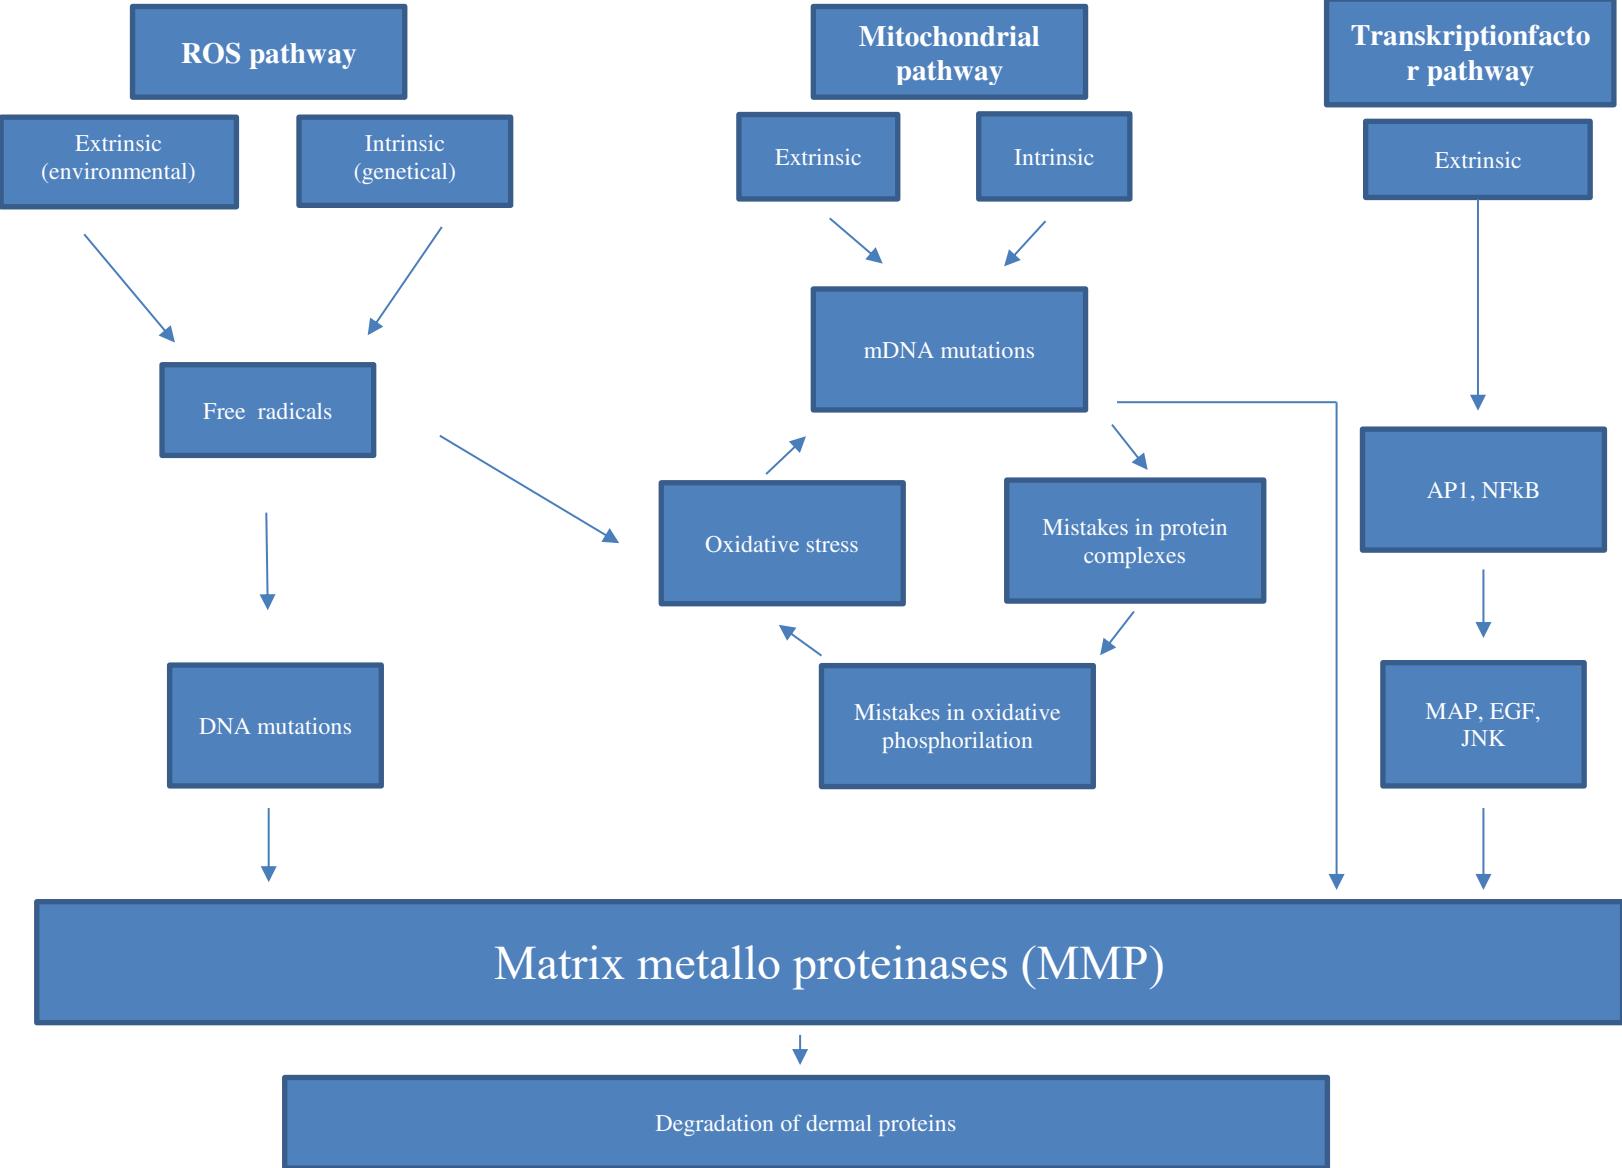 ROS pathway
Mitochondrial
pathway
Transkriptionfacto
r pathway
Extrinsic
(environmental)
Intrinsic
(genetical)
Extrinsic
Intrinsic
Extrinsic
mDNA mutations
Free radicals
AP1, NFkB
Oxidative stress
Mistakes in protein
complexes
DNA mutations
Mistakes in oxidative
phosphorilation
MAP, EGF,
JNK
Matrix metallo proteinases (MMP)
Degradation of dermal proteins